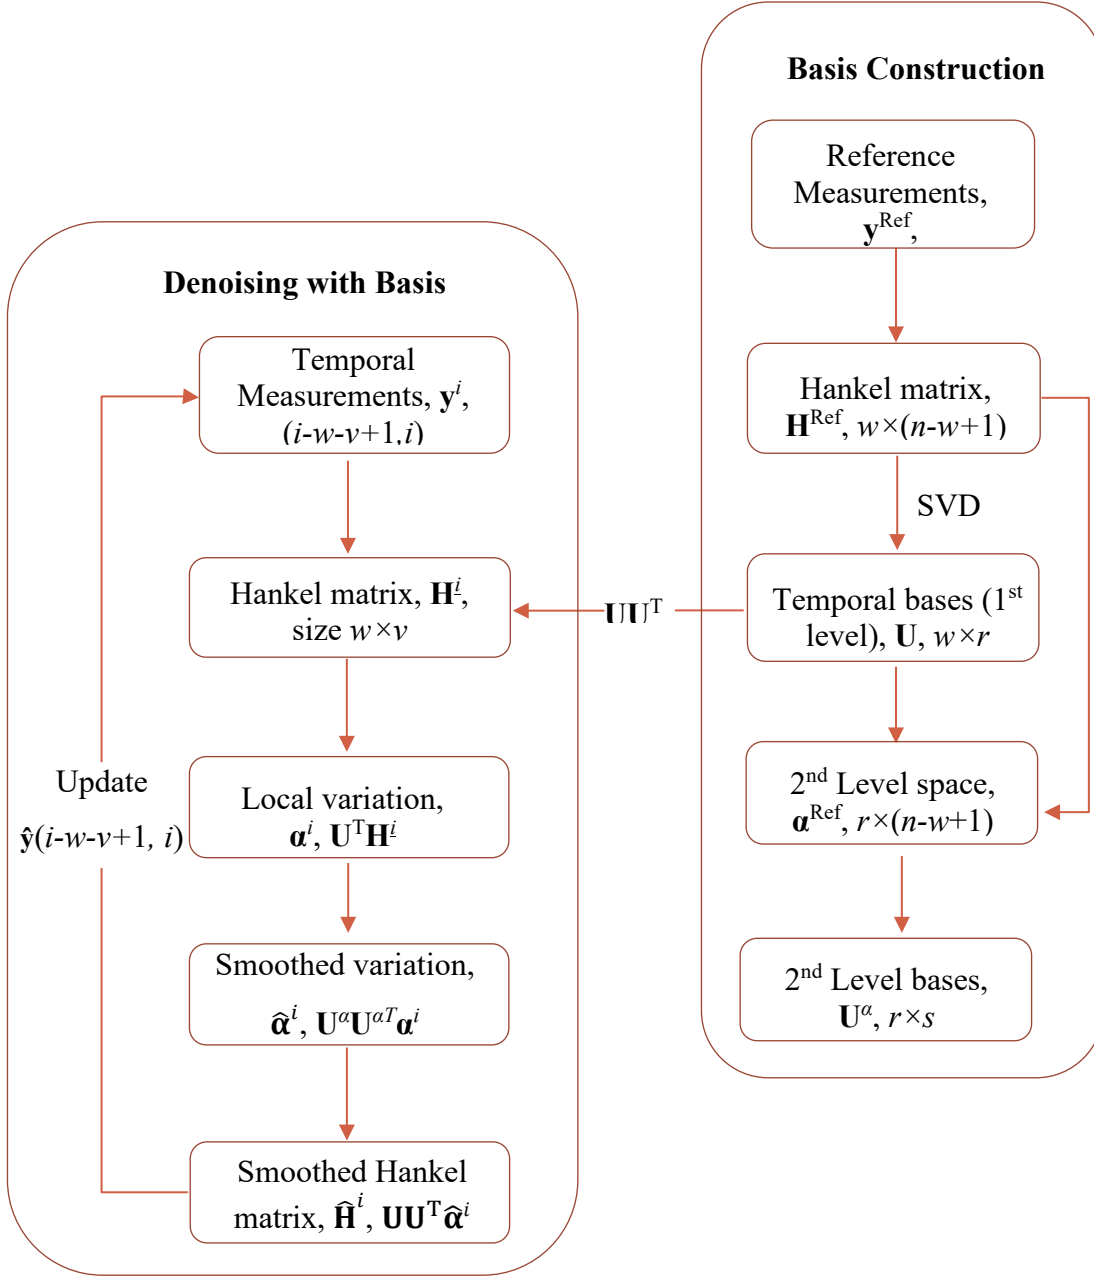 Basis Construction
Reference
Measurements,
𝐲ᴿᵉᶠ,
Hankel matrix,
𝐇ᴿᵉᶠ, w×(n-w+1)
SVD
Temporal bases (1ˢᵗ
level), 𝐔, w×r
2ⁿᵈ Level space,
𝛂ᴿᵉᶠ, r×(n-w+1)
2ⁿᵈ Level bases,
𝐔ᵅ, r×s
𝐔𝐔ᵀ
Denoising with Basis
Temporal
Measurements, 𝐲ⁱ,
(i-w-v+1,i)
Hankel matrix, 𝐇ⁱ,
size w×v
Local variation,
𝛂ⁱ, 𝐔ᵀ𝐇ⁱ
Smoothed variation,
𝛂̂ⁱ, 𝐔ᵅ𝐔ᵅᵀ𝛂ⁱ
Smoothed Hankel
matrix, 𝐇̂ⁱ, 𝐔𝐔ᵀ𝛂̂ⁱ
Update
𝐲̂(i-w-v+1, i)